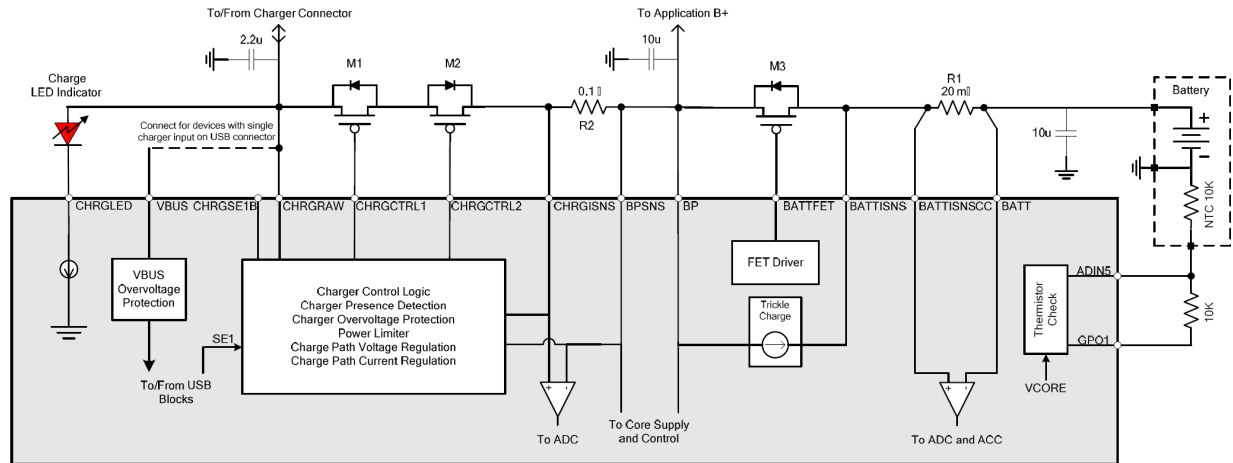 To/From Charger Connector
To Application B+
2.2u
10u
M1
M2
M3
R1
20 m▯
Battery
Charge
LED Indicator
0.1▯
R2
+
-
10u
Connect for devices with single
charger input on USB connector
NTC 10K
CHRGLED
VBUS
CHRGSE1B
CHRGRAW
CHRGCTRL1
CHRGCTRL2
CHRGISNS
BPSNS
BP
BATTFET
BATTISNS
BATTISNSCC
BATT
VBUS
Overvoltage
Protection
FET Driver
ADIN5
Thermistor
Check
10K
GPO1
VCORE
Charger Control Logic
Charger Presence Detection
Charger Overvoltage Protection
Power Limiter
Charge Path Voltage Regulation
Charge Path Current Regulation
Trickle
Charge
SE1
To/From USB
Blocks
+ -
To ADC
To Core Supply
and Control
+ -
To ADC and ACC